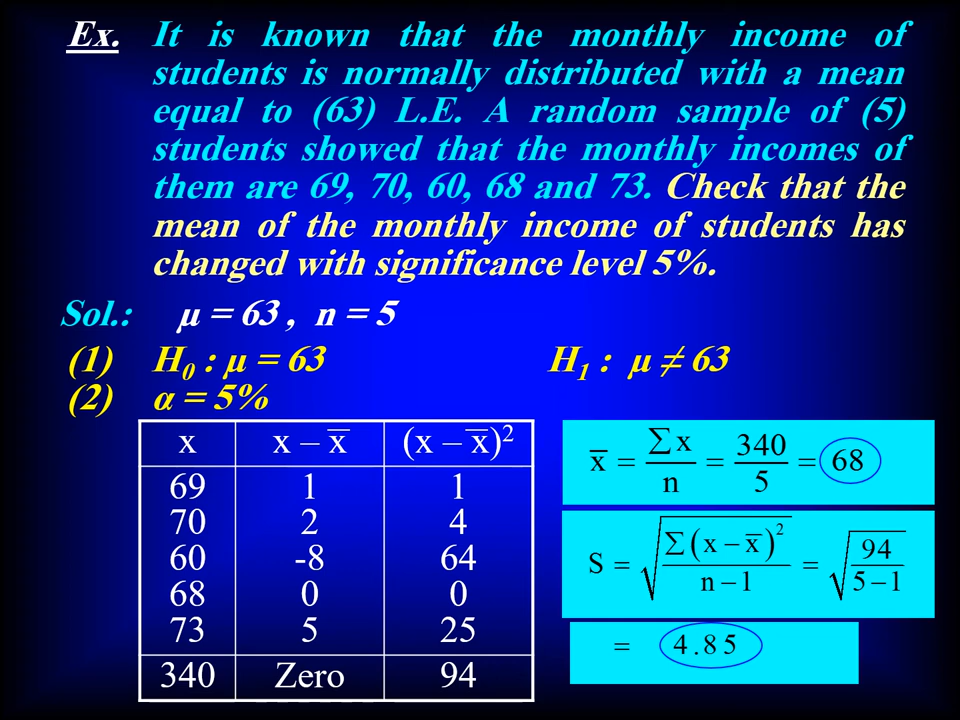 Ex. It is known that the monthly income of
students is normally distributed with a mean
equal to (63) L.E. A random sample of (5)
students showed that the monthly incomes of
them are 69, 70, 60, 68 and 73. Check that the
mean of the monthly income of students has
changed with significance level 5%.
Sol.: μ = 63 , n = 5
(1) H₀ : μ = 63 H₁ : μ ≠ 63
(2) α = 5%
x x – x̅ (x – x̅)²
69 1 1
70 2 4
60 -8 64
68 0 0
73 5 25
340 Zero 94
x̅ = ∑ x / n = 340 / 5 = 68
S = √(∑ (x – x̅)² / (n – 1)) = √(94 / (5 – 1))
= 4.85